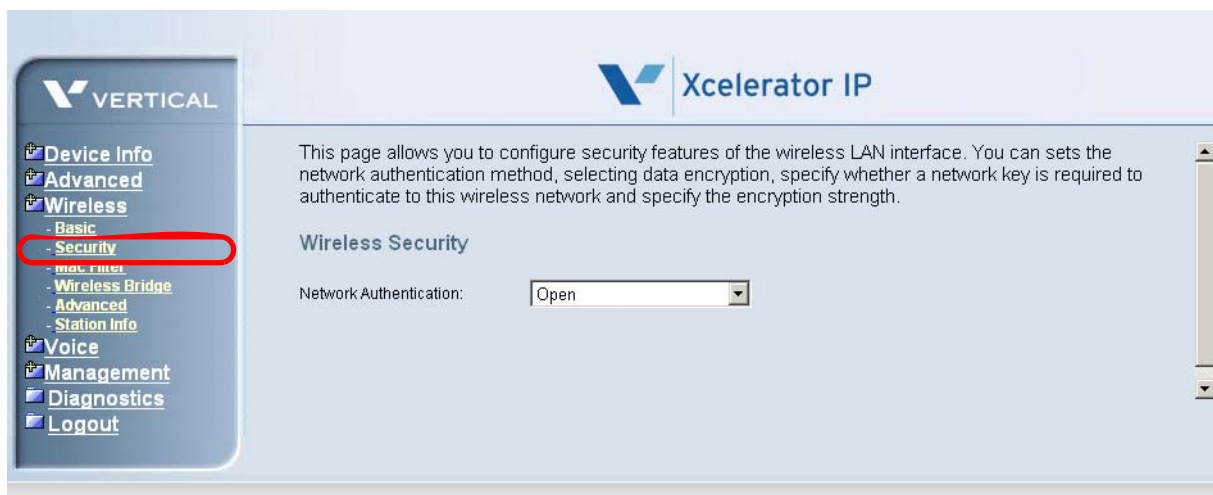 VERTICAL
Xcelerator IP
Device Info
Advanced
Wireless
- Basic
- Security
- Mac Filter
- Wireless Bridge
- Advanced
- Station Info
Voice
Management
Diagnostics
Logout
This page allows you to configure security features of the wireless LAN interface. You can sets the
network authentication method, selecting data encryption, specify whether a network key is required to
authenticate to this wireless network and specify the encryption strength.
Wireless Security
Network Authentication: Open